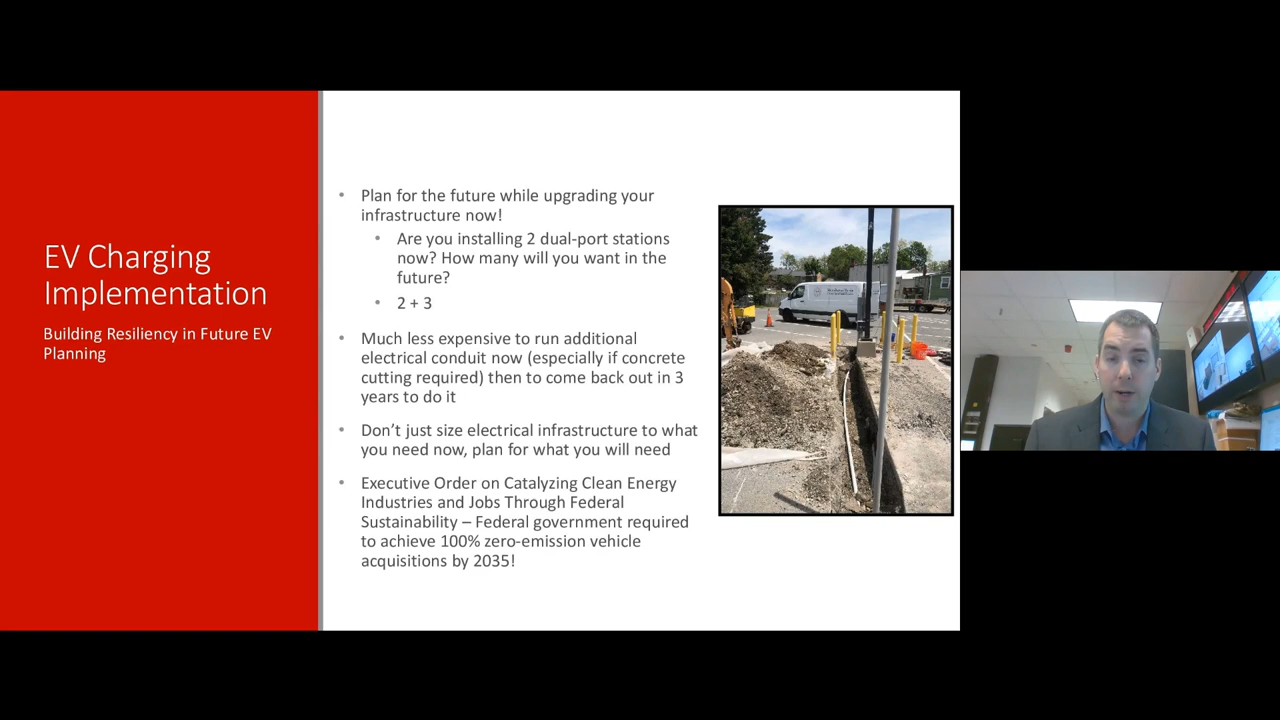 EV Charging
Implementation
Building Resiliency in Future EV
Planning
• Plan for the future while upgrading your
infrastructure now!
• Are you installing 2 dual-port stations
now? How many will you want in the
future?
• 2 + 3
• Much less expensive to run additional
electrical conduit now (especially if concrete
cutting required) then to come back out in 3
years to do it
• Don’t just size electrical infrastructure to what
you need now, plan for what you will need
• Executive Order on Catalyzing Clean Energy
Industries and Jobs Through Federal
Sustainability – Federal government required
to achieve 100% zero-emission vehicle
acquisitions by 2035!